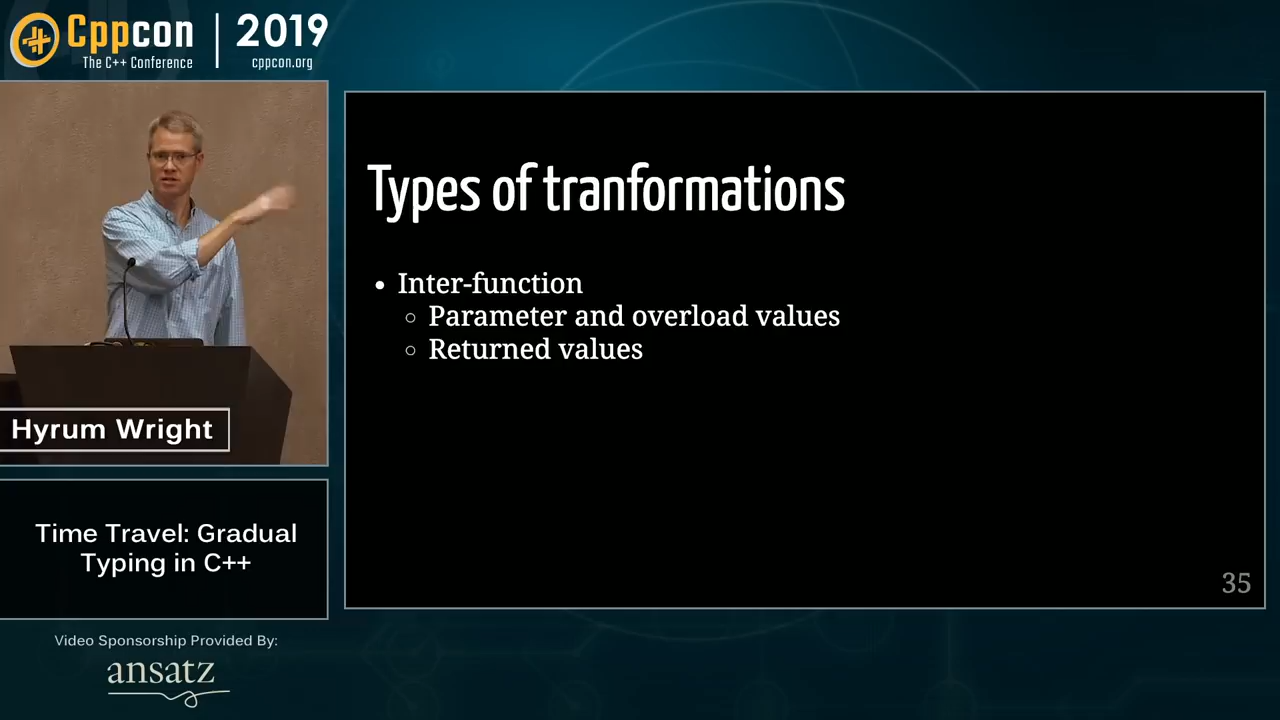 Cppcon | 2019
The C++ Conference
cppcon.org
Hyrum Wright
Time Travel: Gradual
Typing in C++
Video Sponsorship Provided By:
ansatz
Types of tranformations
• Inter-function
○ Parameter and overload values
○ Returned values
35